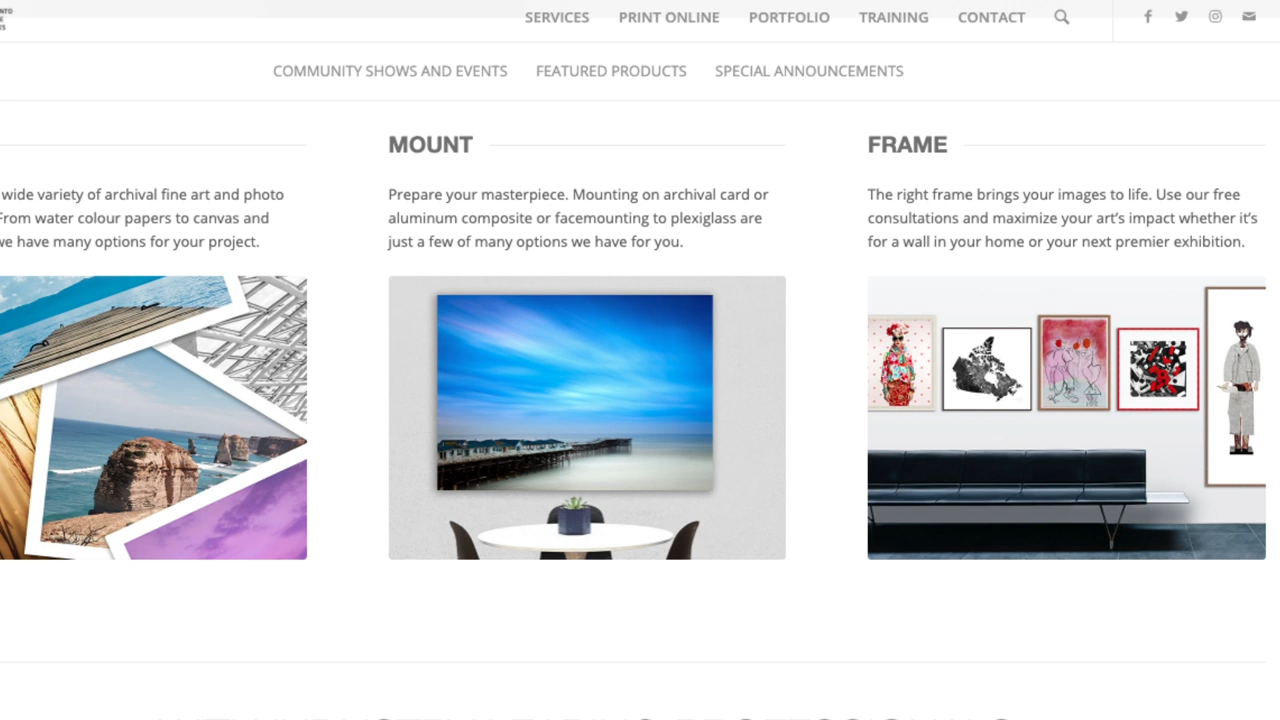 SERVICES PRINT ONLINE PORTFOLIO TRAINING CONTACT
COMMUNITY SHOWS AND EVENTS FEATURED PRODUCTS SPECIAL ANNOUNCEMENTS
wide variety of archival fine art and photo
From water colour papers to canvas and
we have many options for your project.
MOUNT
Prepare your masterpiece. Mounting on archival card or
aluminum composite or facemounting to plexiglass are
just a few of many options we have for you.
FRAME
The right frame brings your images to life. Use our free
consultations and maximize your art’s impact whether it’s
for a wall in your home or your next premier exhibition.